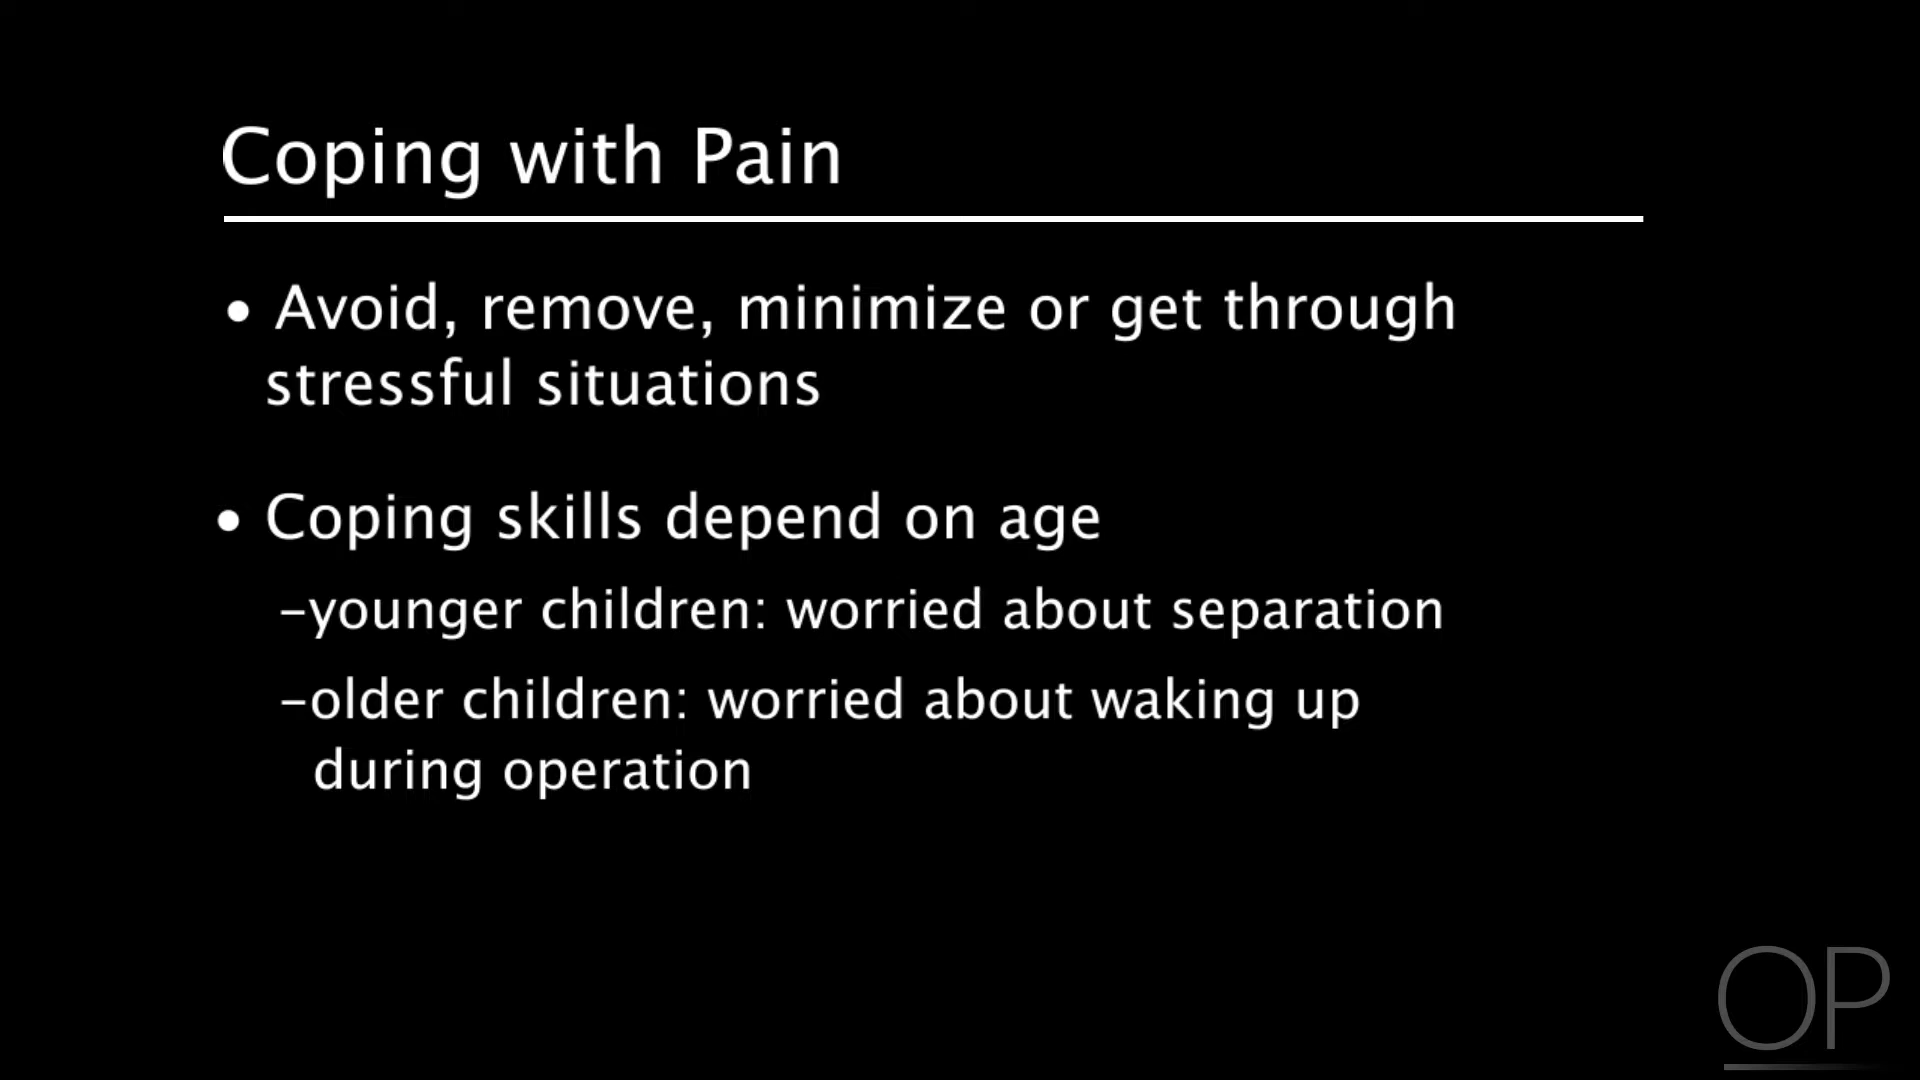 Coping with Pain
• Avoid, remove, minimize or get through
stressful situations
• Coping skills depend on age
–younger children: worried about separation
–older children: worried about waking up
during operation
OP